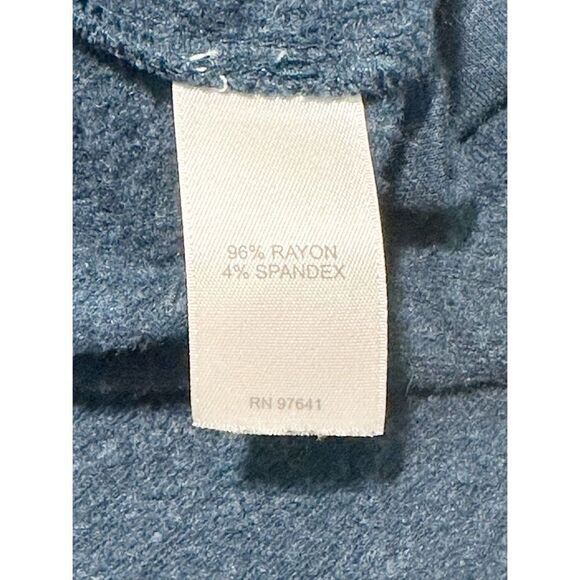 96% RAYON
4% SPANDEX
RN 97641